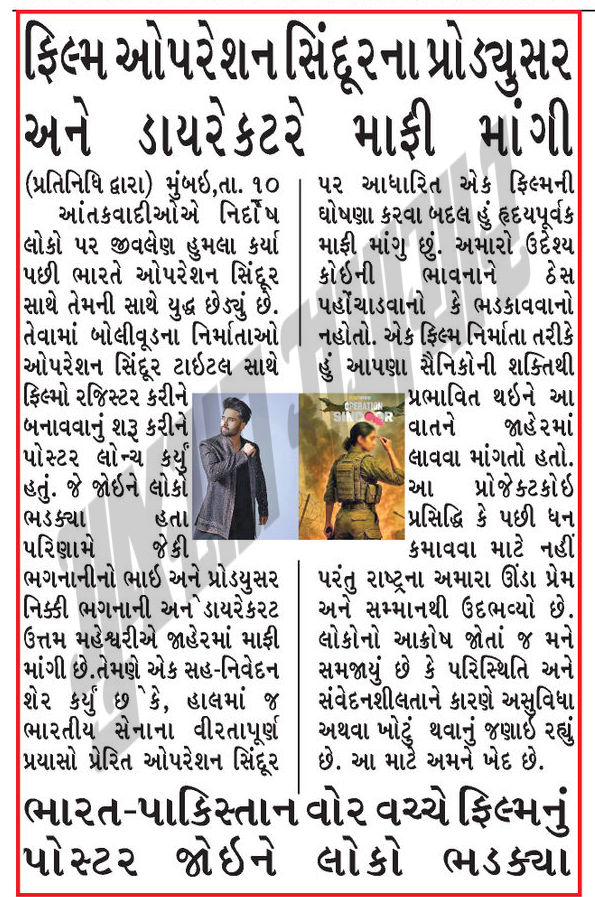 ફિલ્મ ઓપરેશન સિંદૂરના પ્રોડ્યુસર
અને ડાયરેકટરે માફી માંગી
(પ્રતિનિધિ દ્વારા) મુંબઇ,તા. ૧૦
આંતકવાદીઓએ નિર્દોષ
લોકો પર જીવલેણ હુમલા કર્યા
પછી ભારતે ઓપરેશન સિંદૂર
સાથે તેમની સાથે યુદ્ધ છેડ્યું છે.
તેવામાં બોલીવૂડના નિર્માતાઓ
ઓપરેશન સિંદૂર ટાઇટલ સાથે
ફિલ્મો રજિસ્ટર કરીને
બનાવવાનું શરૂ કરીને
પોસ્ટર લોન્ચ કર્યું
હતું. જે જોઇને લોકો
ભડક્યા હતા
પરિણામે જેકી
ભગનાનીનો ભાઇ અને પ્રોડયુસર
નિક્કી ભગનાની અને ડાયરેકરટ
ઉત્તમ મહેશ્વરીએ જાહેરમાં માફી
માંગી છે.તેમણે એક સહ-નિવેદન
શેર કર્યું છ ેકે, હાલમાં જ
ભારતીય સેનાના વીરતાપૂર્ણ
પ્રયાસો પ્રેરિત ઓપરેશન સિંદૂર
પર આધારિત એક ફિલ્મની
ઘોષણા કરવા બદલ હું હૃદયપૂર્વક
માફી માંગુ છું. અમારો ઉદેશ્ય
કોઇની ભાવનાને ઠેસ
પહોંચાડવાનો કે ભડકાવવાનો
નહોતો. એક ફિલ્મ નિર્માતા તરીકે
હું આપણા સૈનિકોની શક્તિથી
પ્રભાવિત થઇને આ
વાતને જાહેરમાં
લાવવા માંગતો હતો.
આ પ્રોજેક્ટકોઇ
પ્રસિદ્ધિ કે પછી ધન
કમાવવા માટે નહીં
પરંતુ રાષ્ટ્રના અમારા ઊંડા પ્રેમ
અને સમ્માનથી ઉદભવ્યો છે.
લોકોનો આક્રોષ જોતાં જ મને
સમજાયું છે કે પરિસ્થિતિ અને
સંવેદનશીલતાને કારણે અસુવિધા
અથવા ખોટું થવાનું જણાઇ રહ્યું
છે. આ માટે અમને ખેદ છે.
OPERATION
SINDOOR
ભારત-પાકિસ્તાન વોર વચ્ચે ફિલ્મનું
પોસ્ટર જોઇને લોકો ભડક્યા